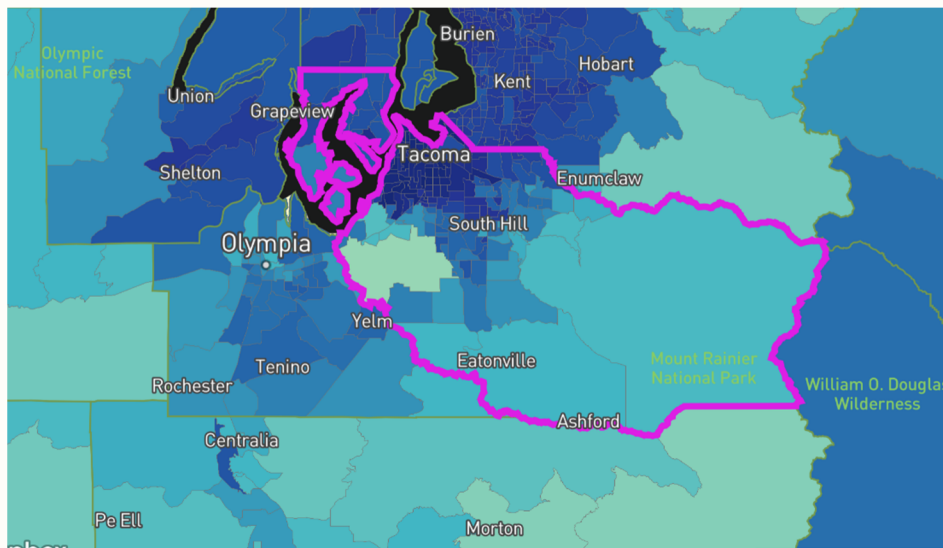 Burien
Olympic
National Forest
Hobart
Kent
Union
Grapeview
Tacoma
Shelton
Enumclaw
South Hill
Olympia
Yelm
Eatonville
Tenino
Mount Rainier
National Park
Rochester
William O. Douglas
Wilderness
Ashford
Centralia
Pe Ell
Morton